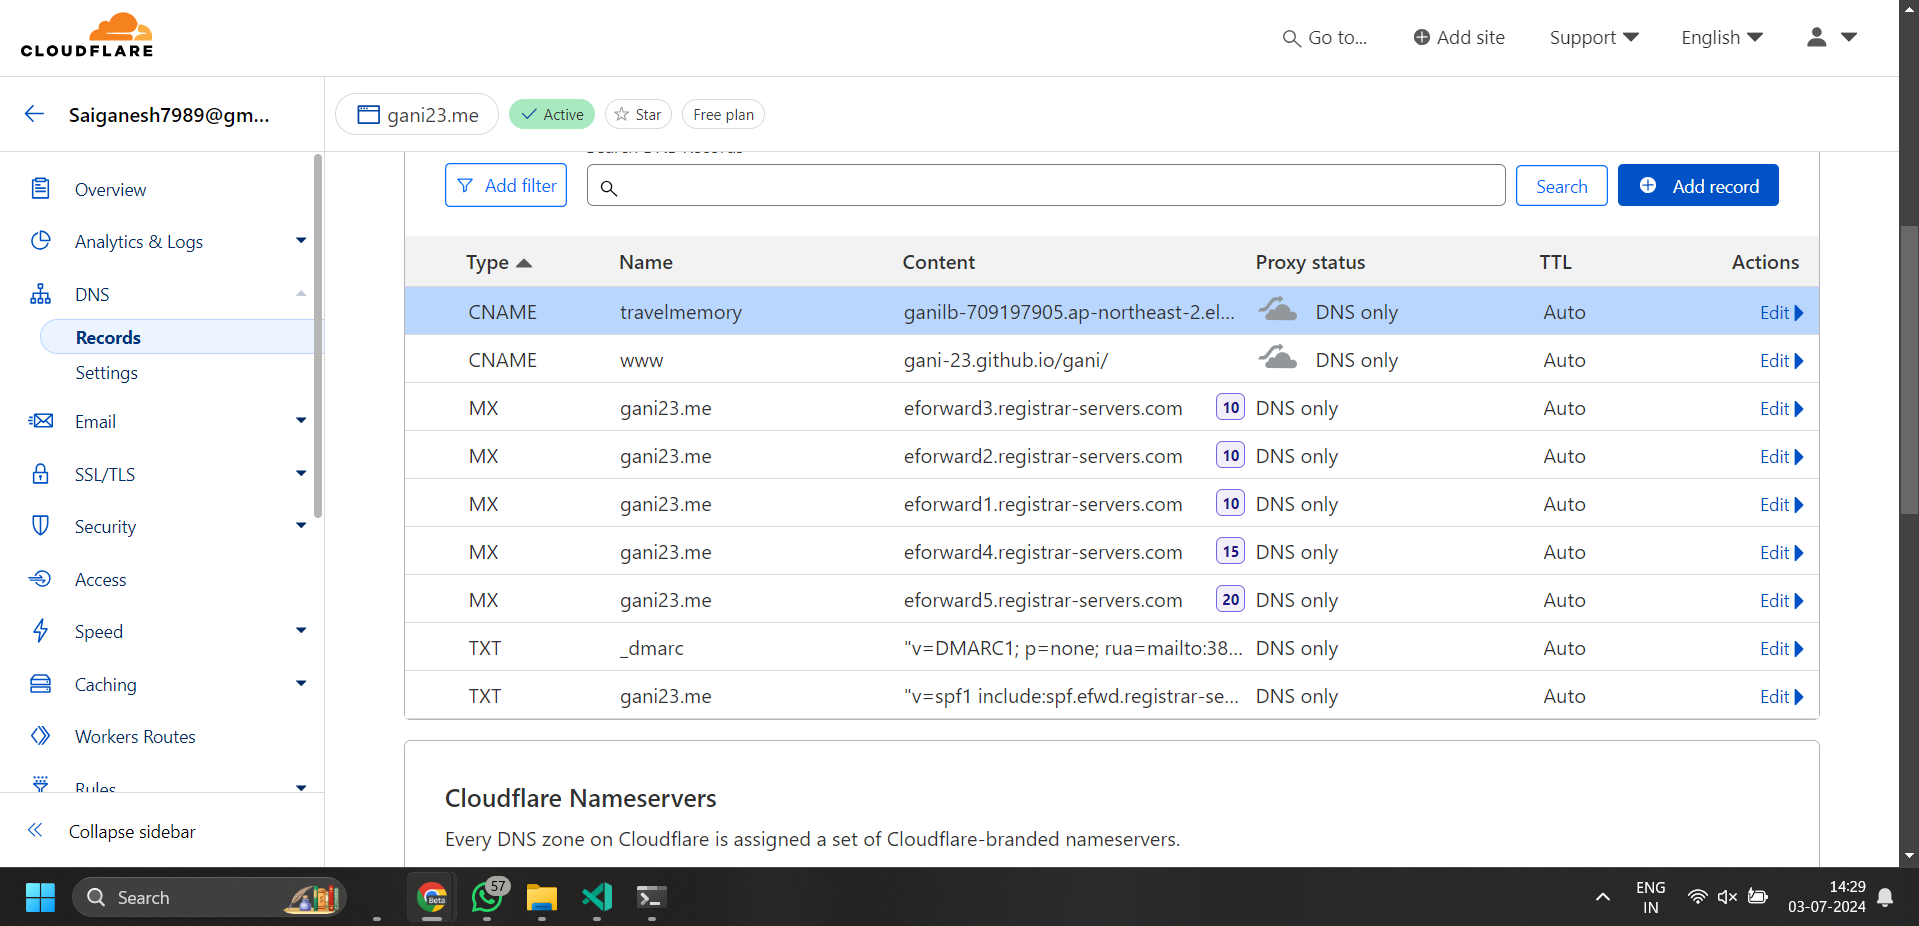 CLOUDFLARE
Go to...
Add site
Support
English
Saiganesh7989@gm...
gani23.me
Active
Star
Free plan
Overview
Analytics & Logs
DNS
Records
Settings
Email
SSL/TLS
Security
Access
Speed
Caching
Workers Routes
Rules
Collapse sidebar
Add filter
Search
Add record
Type Name Content Proxy status TTL Actions
CNAME travelmemory ganilb-709197905.ap-northeast-2.el... DNS only Auto Edit
CNAME www gani-23.github.io/gani/ DNS only Auto Edit
MX gani23.me eforward3.registrar-servers.com 10 DNS only Auto Edit
MX gani23.me eforward2.registrar-servers.com 10 DNS only Auto Edit
MX gani23.me eforward1.registrar-servers.com 10 DNS only Auto Edit
MX gani23.me eforward4.registrar-servers.com 15 DNS only Auto Edit
MX gani23.me eforward5.registrar-servers.com 20 DNS only Auto Edit
TXT _dmarc "v=DMARC1; p=none; rua=mailto:38... DNS only Auto Edit
TXT gani23.me "v=spf1 include:spf.efwd.registrar-se... DNS only Auto Edit
Cloudflare Nameservers
Every DNS zone on Cloudflare is assigned a set of Cloudflare-branded nameservers.
Search
Beta
57
ENG
IN
14:29
03-07-2024